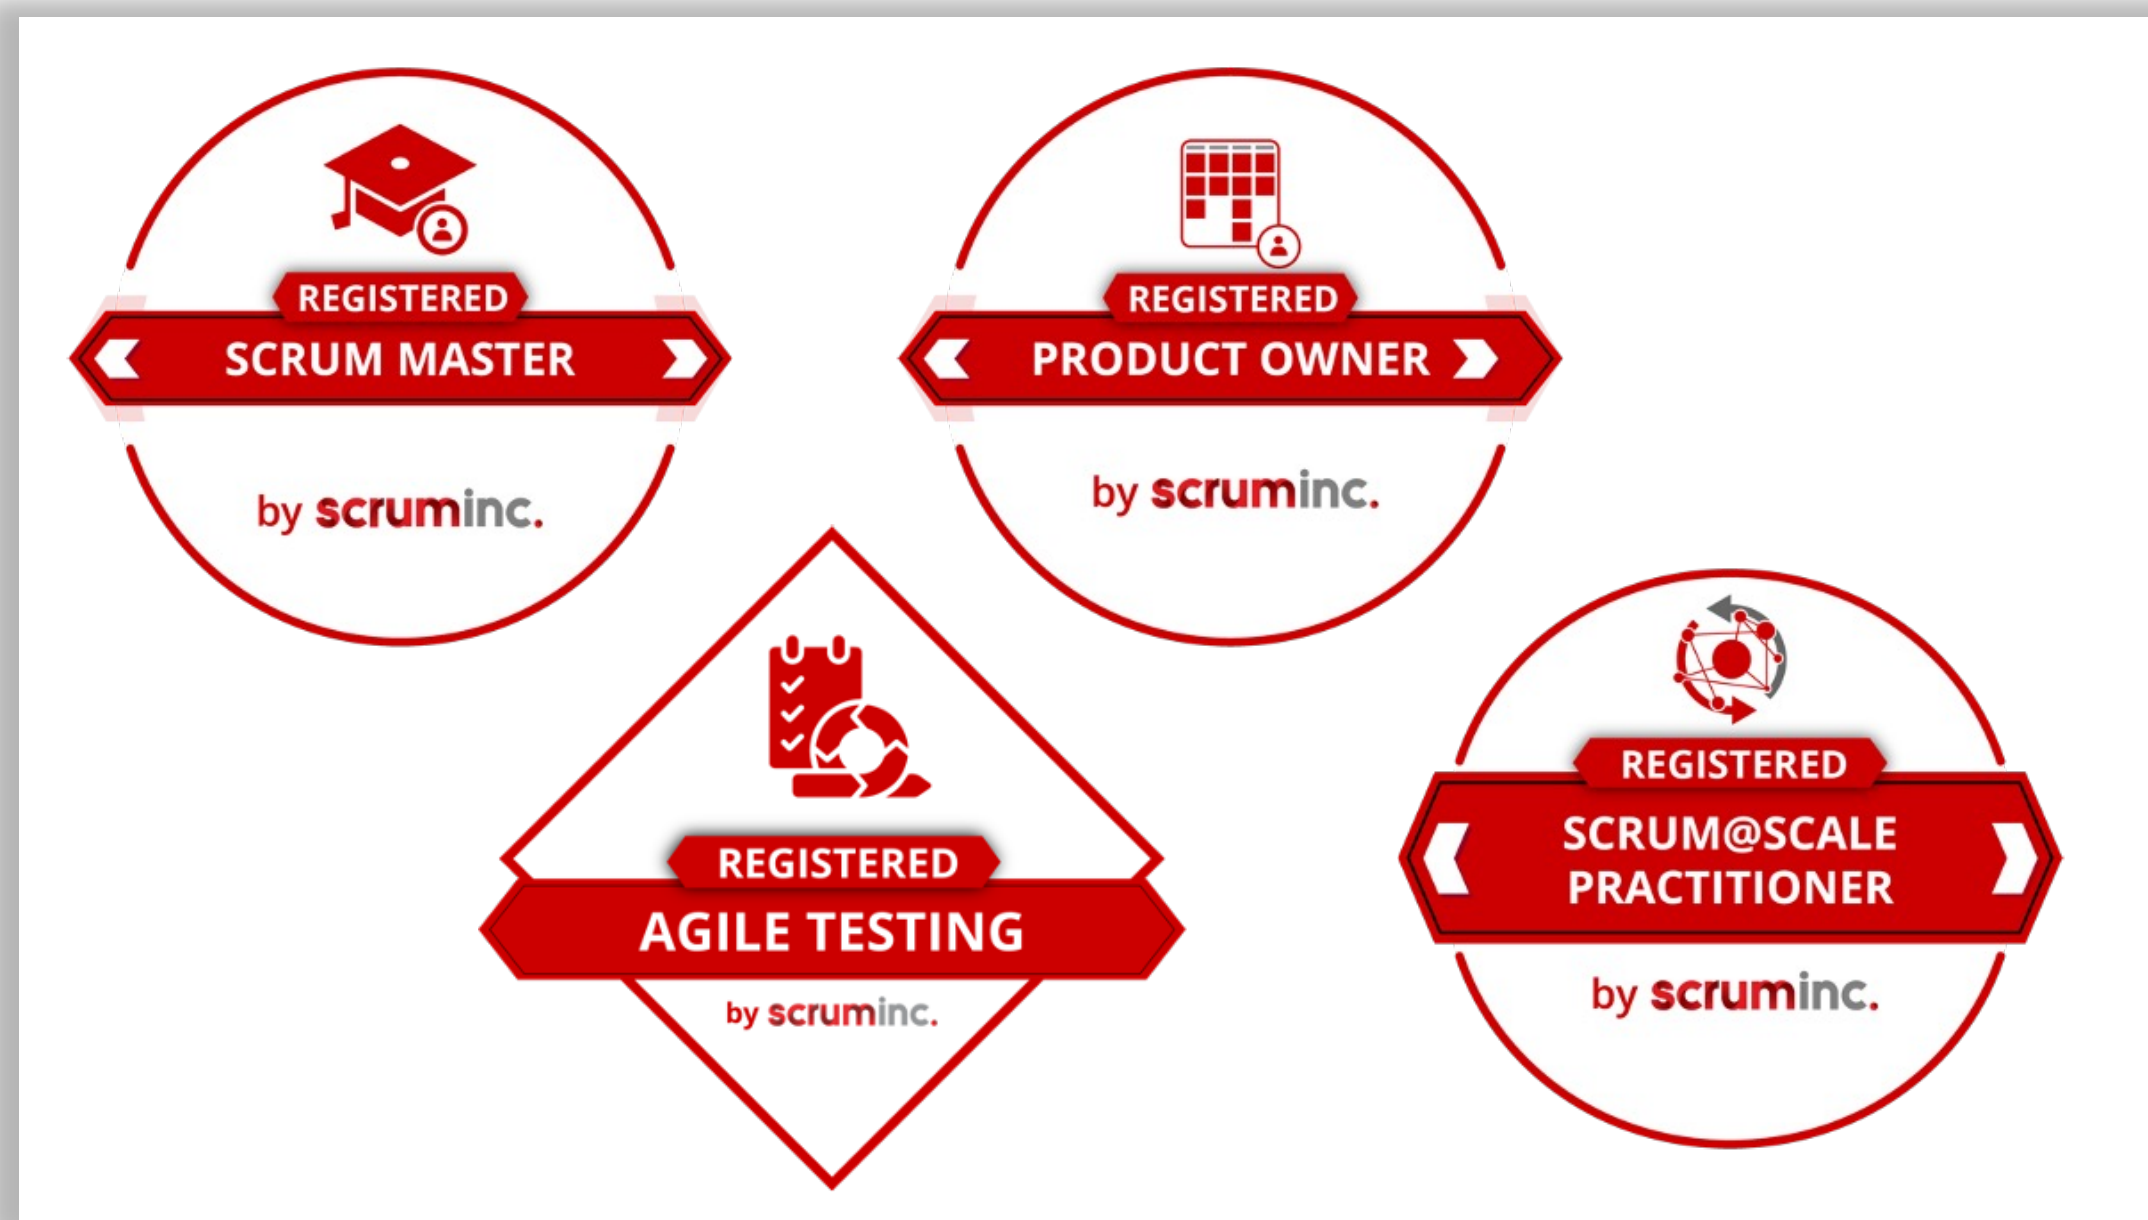 REGISTERED
SCRUM MASTER
by scruminc.
REGISTERED
PRODUCT OWNER
by scruminc.
REGISTERED
AGILE TESTING
by scruminc.
REGISTERED
SCRUM@SCALE
PRACTITIONER
by scruminc.